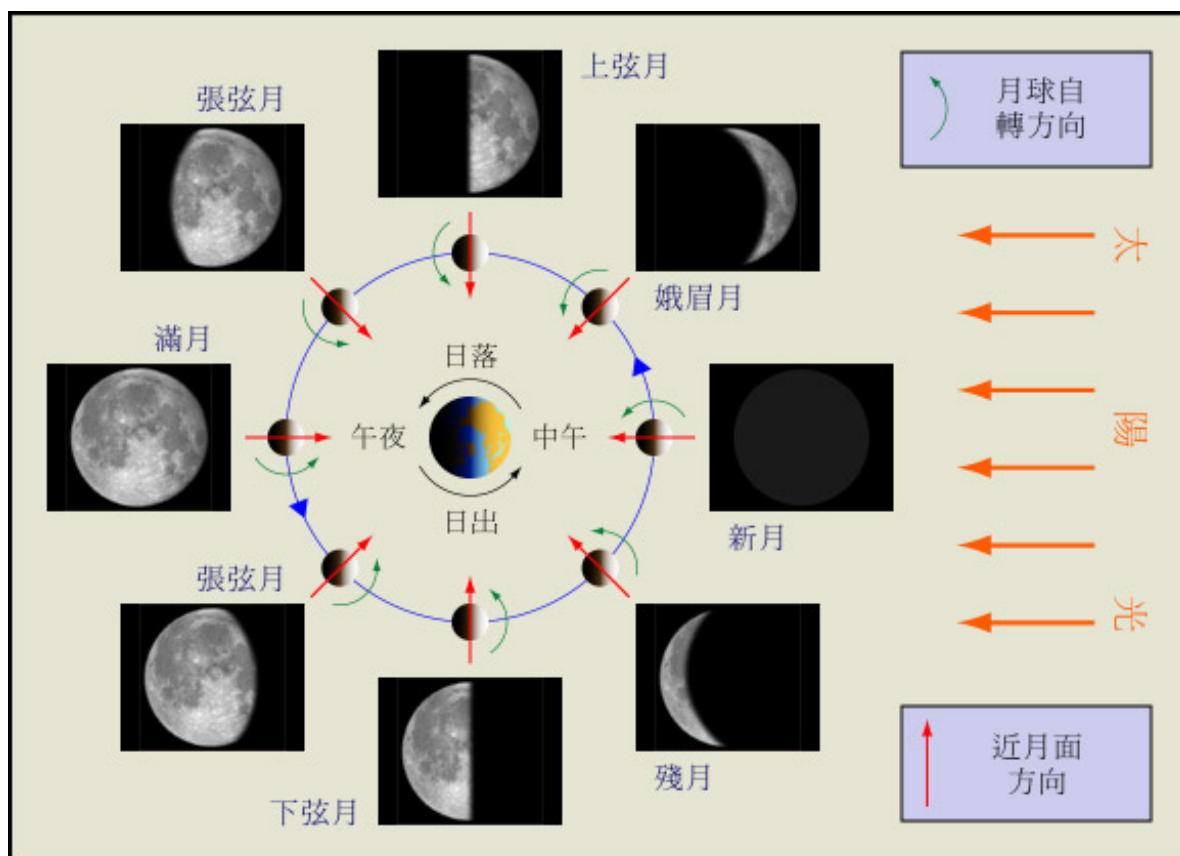 上弦月
張弦月
月球自
轉方向
娥眉月
滿月
日落
午夜
中午
日出
新月
太
陽
光
張弦月
下弦月
殘月
近月面
方向